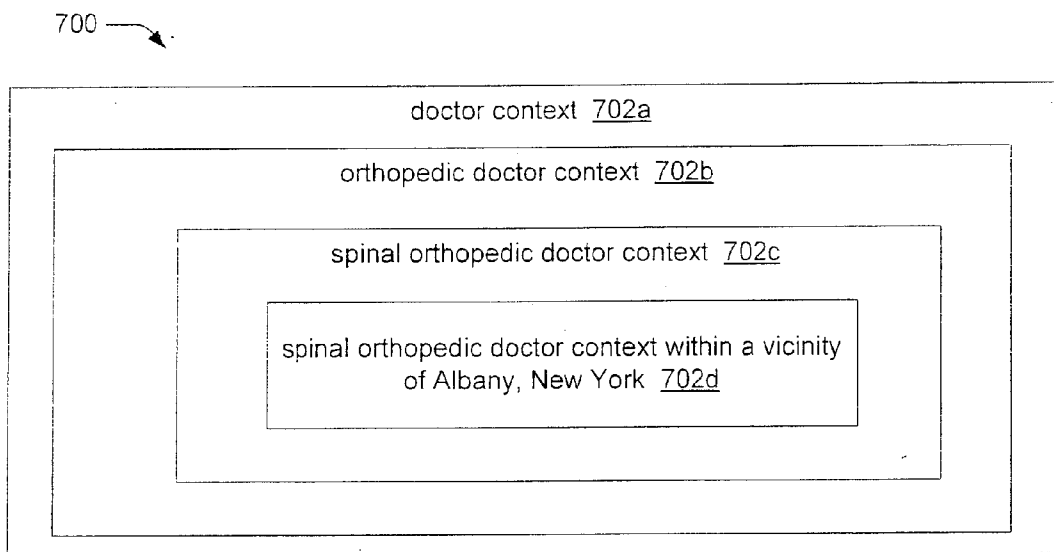 700
doctor context 702a
orthopedic doctor context 702b
spinal orthopedic doctor context 702c
spinal orthopedic doctor context within a vicinity
of Albany, New York 702d